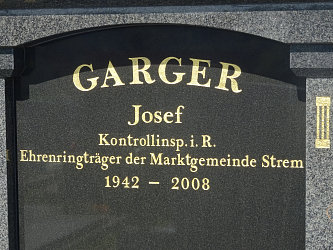 GARGER
Josef
Kontrollinsp. i. R.
Ehrenringträger der Marktgemeinde Strem
1942 – 2008